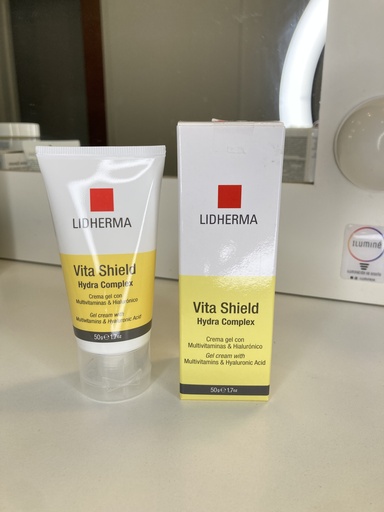 LIDHERMA
Vita Shield
Hydra Complex
Crema gel con
Multivitaminas & Hialurónico
Gel cream with
Multivitamins & Hyaluronic Acid
50g℮1.7oz
LIDHERMA
Vita Shield
Hydra Complex
Crema gel con
Multivitaminas & Hialurónico
Gel cream with
Multivitamins & Hyaluronic Acid
50g℮1.7oz
ILUMINÉ